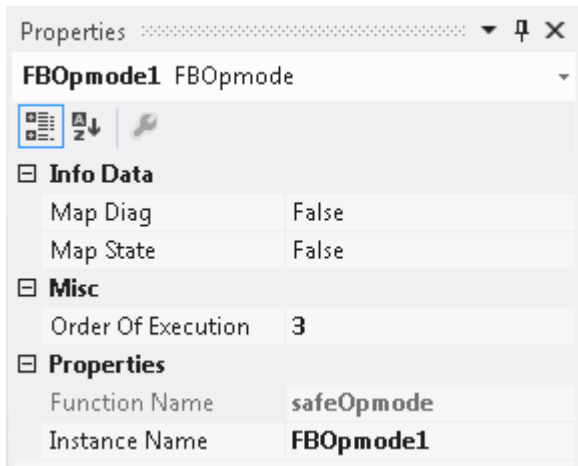 Properties
FBOpmode1 FBOpmode
Info Data
Map Diag False
Map State False
Misc
Order Of Execution 3
Properties
Function Name safeOpmode
Instance Name FBOpmode1